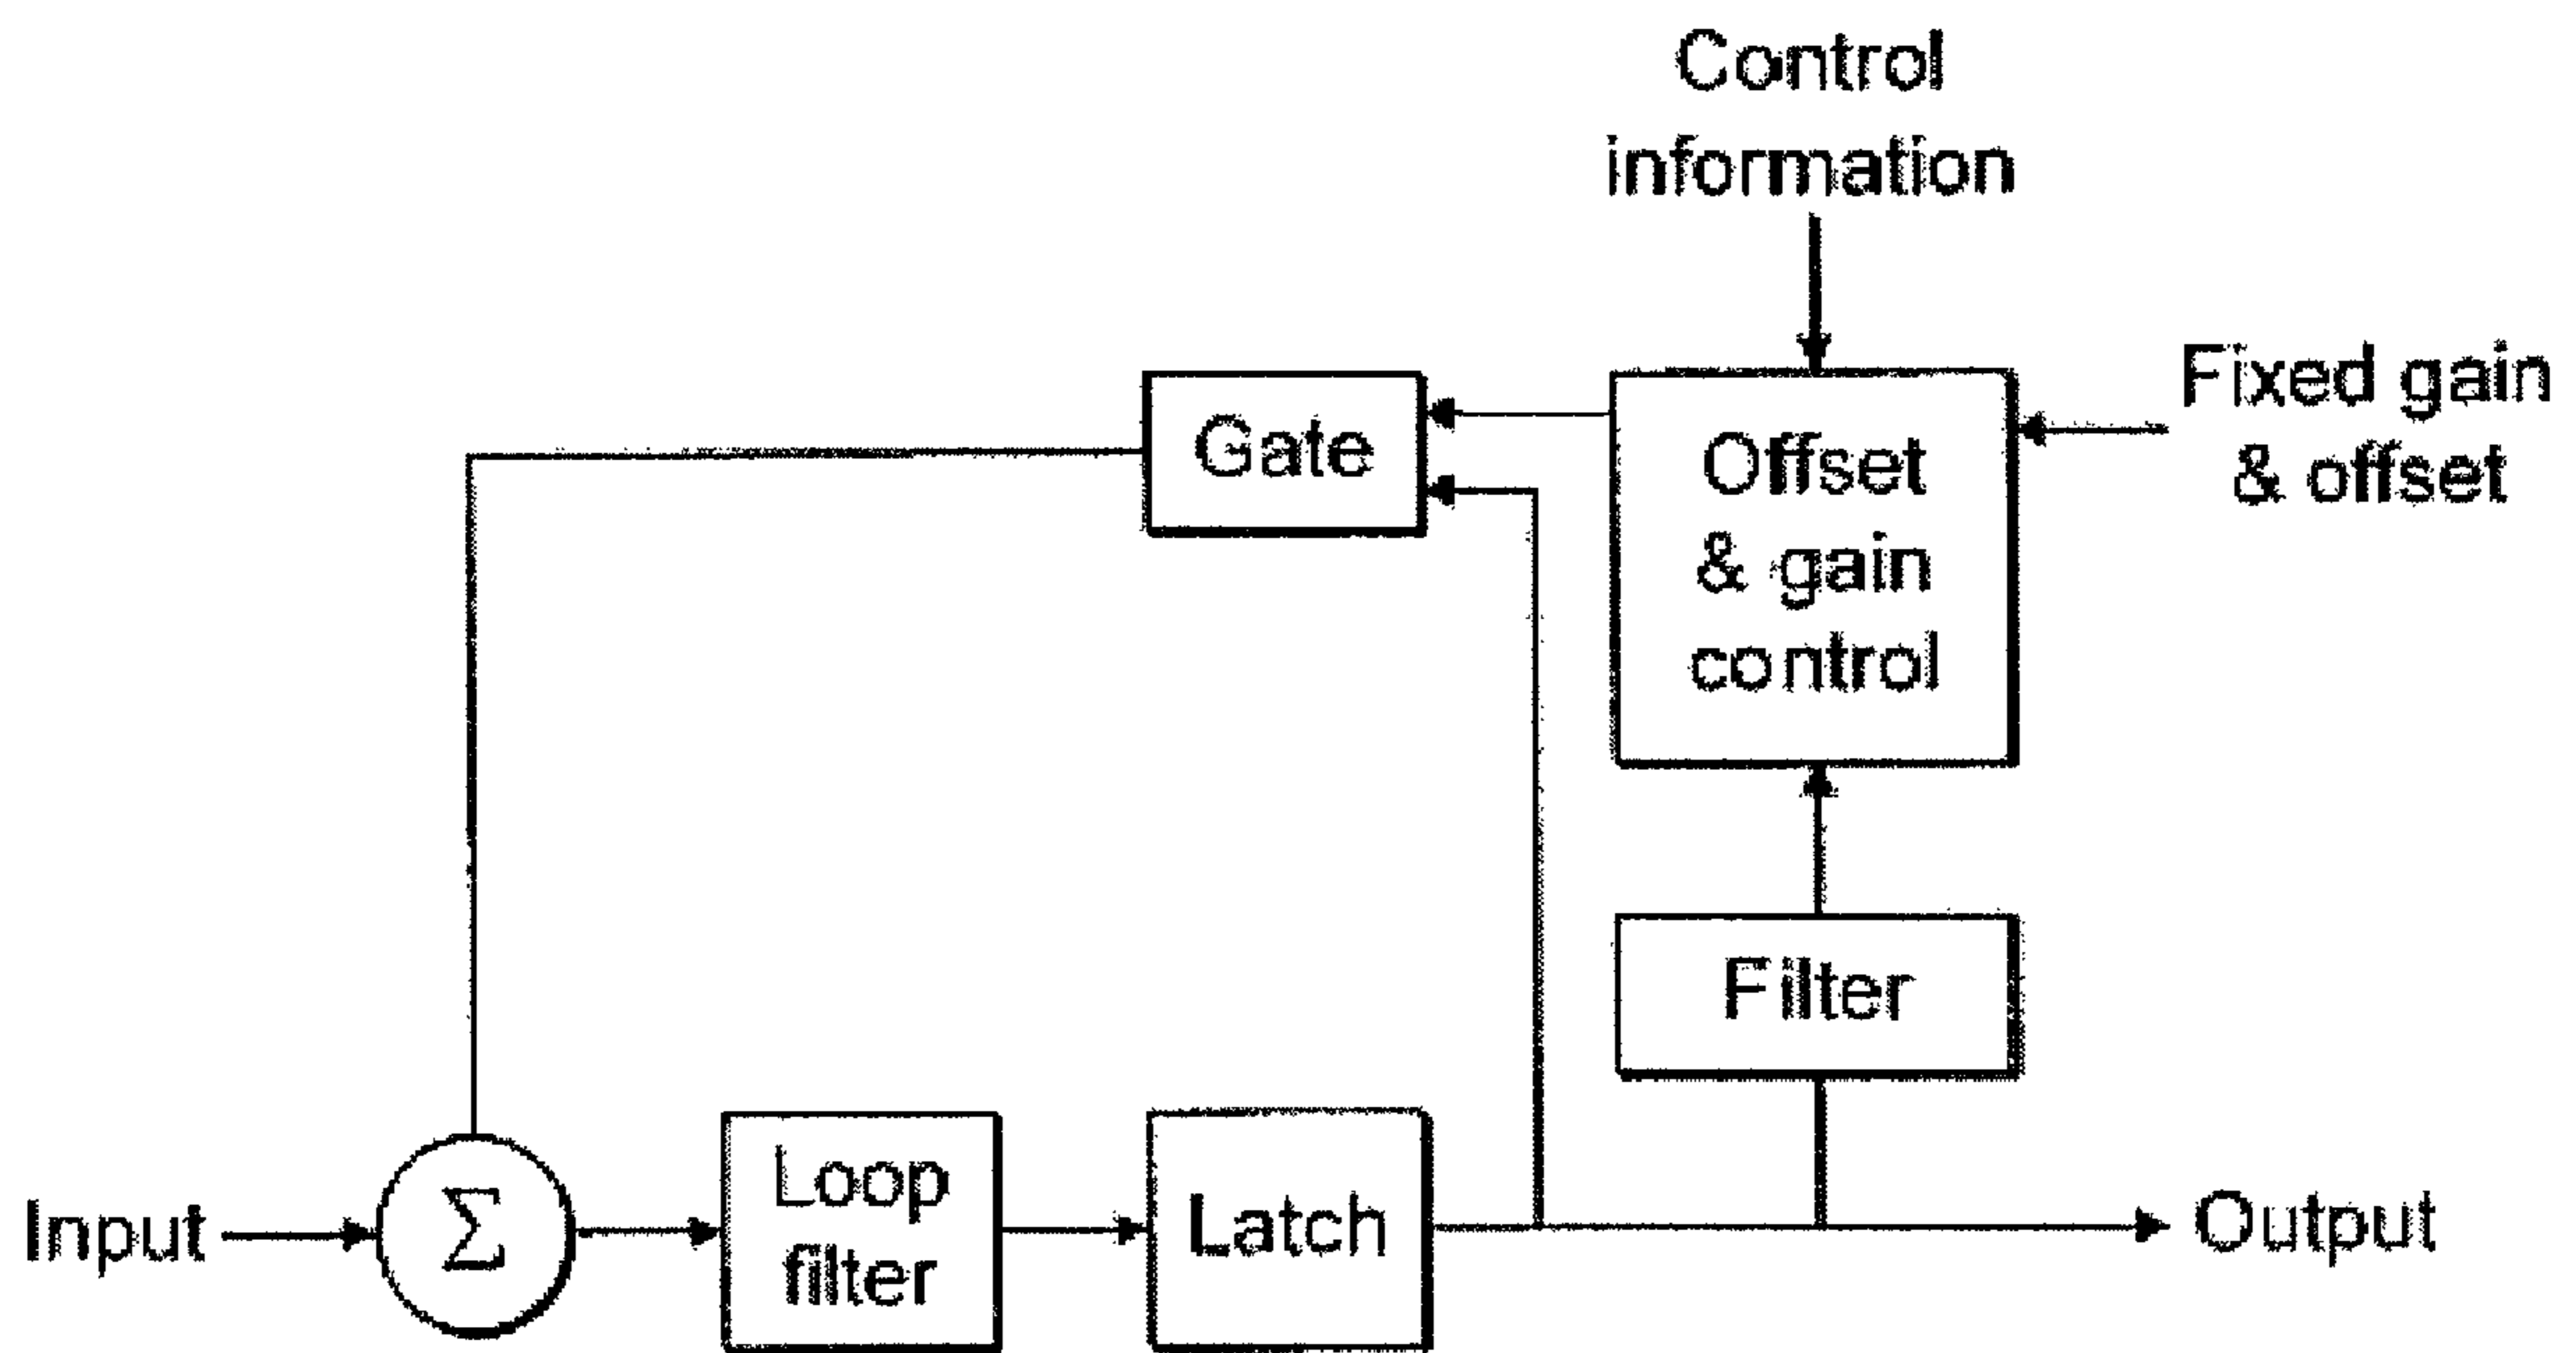 Control
information
Fixed gain
& offset
Gate
Offset
& gain
control
Filter
Input
Σ
Loop
filter
Latch
Output